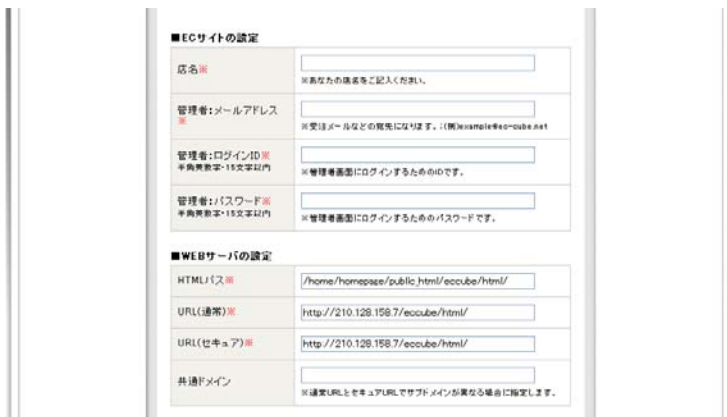 ■ECサイトの設定
店名※
※あなたの店名をご記入ください。
管理者:メールアドレス
※
※受注メールなどの宛先になります。;(例)example@ec-cube.net
管理者:ログインID※
半角英数字・15文字以内
※管理者画面にログインするためのIDです。
管理者:パスワード※
半角英数字・15文字以内
※管理者画面にログインするためのパスワードです。
■WEBサーバの設定
HTMLパス※
/home/homepage/public_html/eccube/html/
URL(通常)※
http://210.128.158.7/eccube/html/
URL(セキュア)※
http://210.128.158.7/eccube/html/
共通ドメイン
※通常URLとセキュアURLでサブドメインが異なる場合に指定します。